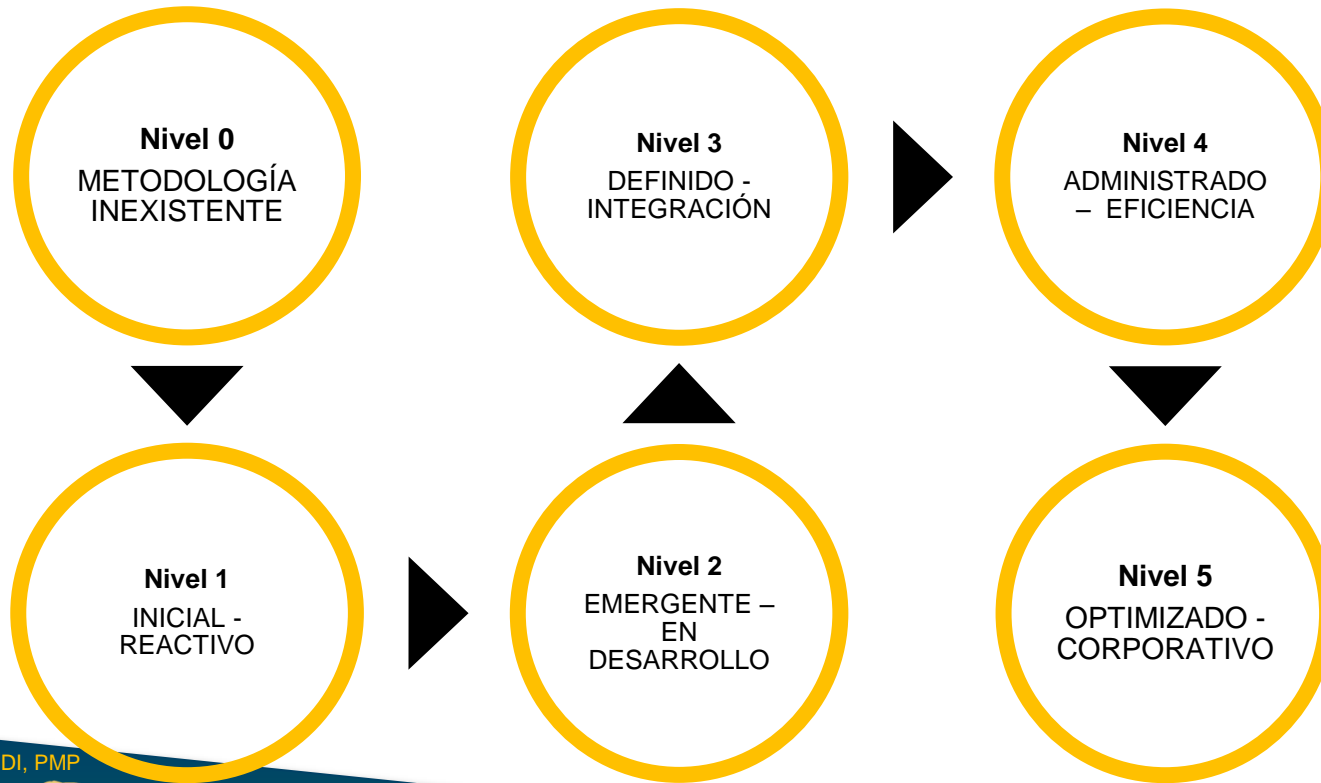 Nivel 0
METODOLOGÍA
INEXISTENTE
Nivel 1
INICIAL -
REACTIVO
Nivel 2
EMERGENTE –
EN
DESARROLLO
Nivel 3
DEFINIDO -
INTEGRACIÓN
Nivel 4
ADMINISTRADO
– EFICIENCIA
Nivel 5
OPTIMIZADO -
CORPORATIVO
DI, PMP